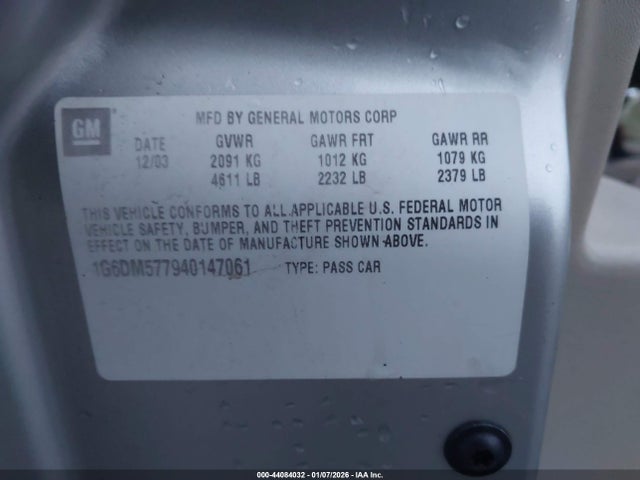 GM
MFD BY GENERAL MOTORS CORP
DATE GVWR GAWR FRT GAWR RR
12/03 2091 KG 1012 KG 1079 KG
4611 LB 2232 LB 2379 LB
THIS VEHICLE CONFORMS TO ALL APPLICABLE U.S. FEDERAL MOTOR
VEHICLE SAFETY, BUMPER, AND THEFT PREVENTION STANDARDS IN
EFFECT ON THE DATE OF MANUFACTURE SHOWN ABOVE.
1G6DM577940147061 TYPE: PASS CAR
000-44084032 - 01/07/2026 - IAA Inc.